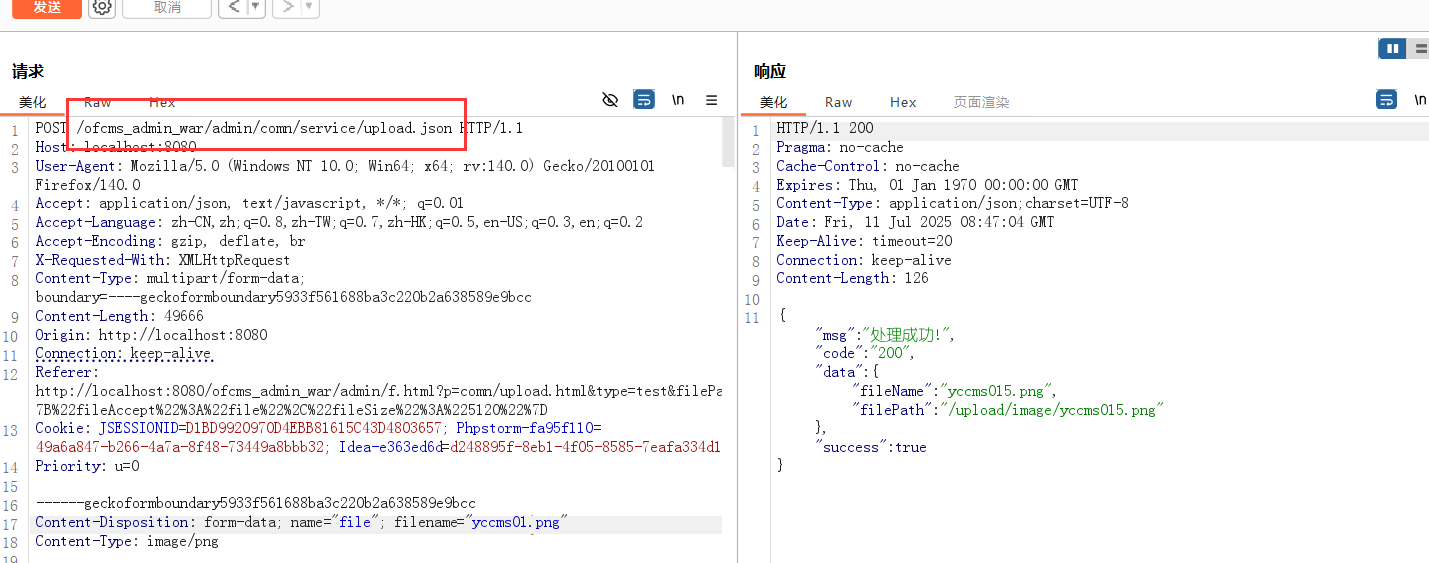 发送
取消
<
>
请求
美化 Raw Hex
\n
1 POST /ofcms_admin_war/admin/comn/service/upload.json HTTP/1.1
2 Host: localhost:8080
3 User-Agent: Mozilla/5.0 (Windows NT 10.0; Win64; x64; rv:140.0) Gecko/20100101
Firefox/140.0
4 Accept: application/json, text/javascript, */*; q=0.01
5 Accept-Language: zh-CN,zh;q=0.8,zh-TW;q=0.7,zh-HK;q=0.5,en-US;q=0.3,en;q=0.2
6 Accept-Encoding: gzip, deflate, br
7 X-Requested-With: XMLHttpRequest
8 Content-Type: multipart/form-data;
boundary=----geckoformboundary5933f561688ba3c220b2a638589e9bcc
9 Content-Length: 49666
10 Origin: http://localhost:8080
11 Connection: keep-alive
12 Referer:
http://localhost:8080/ofcms_admin_war/admin/f.html?p=comn/upload.html&type=test&filePa
7B%22fileAccept%22%3A%22file%22%2C%22fileSize%22%3A%225120%22%7D
13 Cookie: JSESSIONID=D1BD9920970D4EBB81615C43D4803657; Phpstorm-fa95f110=
49a6a847-b266-4a7a-8f48-73449a8bbb32; Idea-e363ed6d=d248895f-8eb1-4f05-8585-7eafa334d1
14 Priority: u=0
15
16 ------geckoformboundary5933f561688ba3c220b2a638589e9bcc
17 Content-Disposition: form-data; name="file"; filename="yccms01.png"
18 Content-Type: image/png
19
响应
美化 Raw Hex 页面渲染
\n
1 HTTP/1.1 200
2 Pragma: no-cache
3 Cache-Control: no-cache
4 Expires: Thu, 01 Jan 1970 00:00:00 GMT
5 Content-Type: application/json;charset=UTF-8
6 Date: Fri, 11 Jul 2025 08:47:04 GMT
7 Keep-Alive: timeout=20
8 Connection: keep-alive
9 Content-Length: 126
10
11 {
"msg":"处理成功!",
"code":"200",
"data":{
"fileName":"yccms015.png",
"filePath":"/upload/image/yccms015.png"
},
"success":true
}